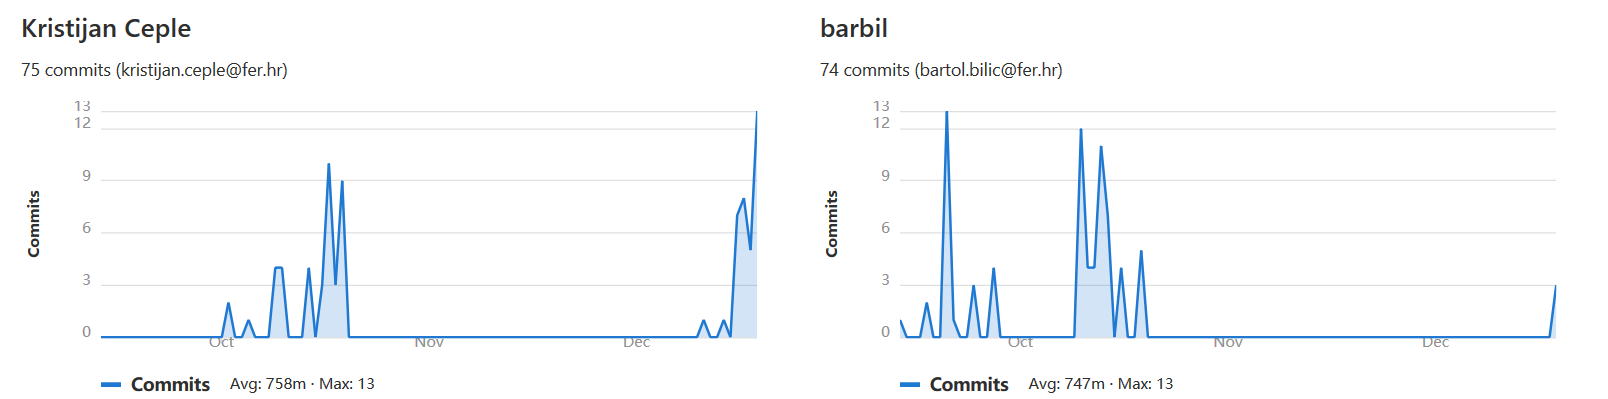 Kristijan Ceple
75 commits (kristijan.ceple@fer.hr)
13
12
9
6
3
0
Commits
Oct Nov Dec
Commits Avg: 758m · Max: 13
barbil
74 commits (bartol.bilic@fer.hr)
13
12
9
6
3
0
Commits
Oct Nov Dec
Commits Avg: 747m · Max: 13